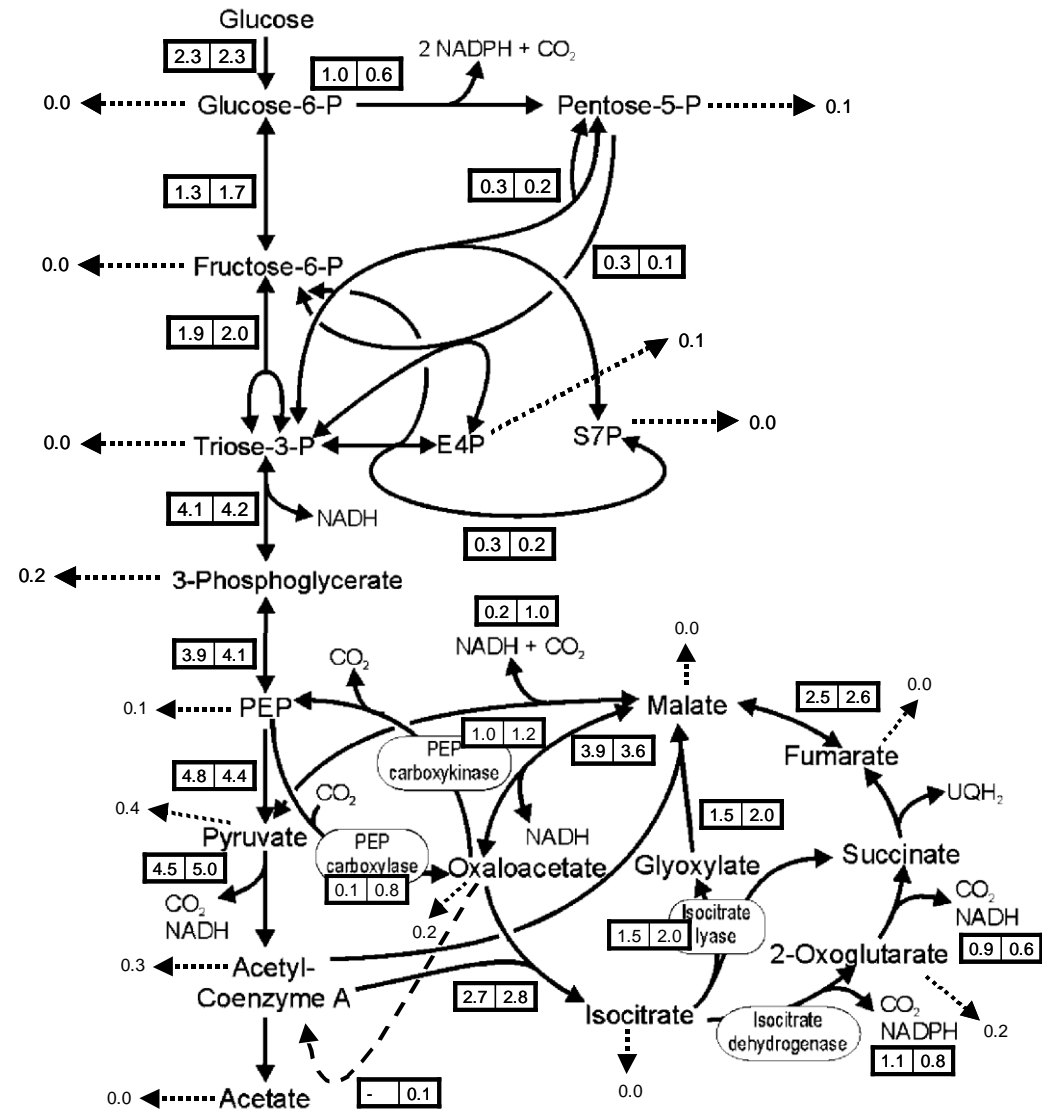 Glucose
2.3 2.3
1.0 0.6
2 NADPH + CO₂
0.0
Glucose-6-P
Pentose-5-P
0.1
1.3 1.7
0.3 0.2
0.0
Fructose-6-P
0.3 0.1
1.9 2.0
0.1
0.0
Triose-3-P
E4P
S7P
0.0
4.1 4.2
NADH
0.3 0.2
0.2
3-Phosphoglycerate
0.2 1.0
NADH + CO₂
0.0
3.9 4.1
CO₂
2.5 2.6
0.0
0.1
PEP
Malate
1.0 1.2
PEP
carboxykinase
3.9 3.6
Fumarate
4.8 4.4
CO₂
UQH₂
0.4
Pyruvate
NADH
1.5 2.0
PEP
carboxylase
0.1 0.8
4.5 5.0
Oxaloacetate
Glyoxylate
Succinate
CO₂
NADH
0.2
Isocitrate
lyase
1.5 2.0
CO₂
NADH
0.9 0.6
0.3
Acetyl-
Coenzyme A
2-Oxoglutarate
2.7 2.8
Isocitrate
Isocitrate
dehydrogenase
CO₂
NADPH
1.1 0.8
0.2
0.0
0.0
Acetate
- 0.1